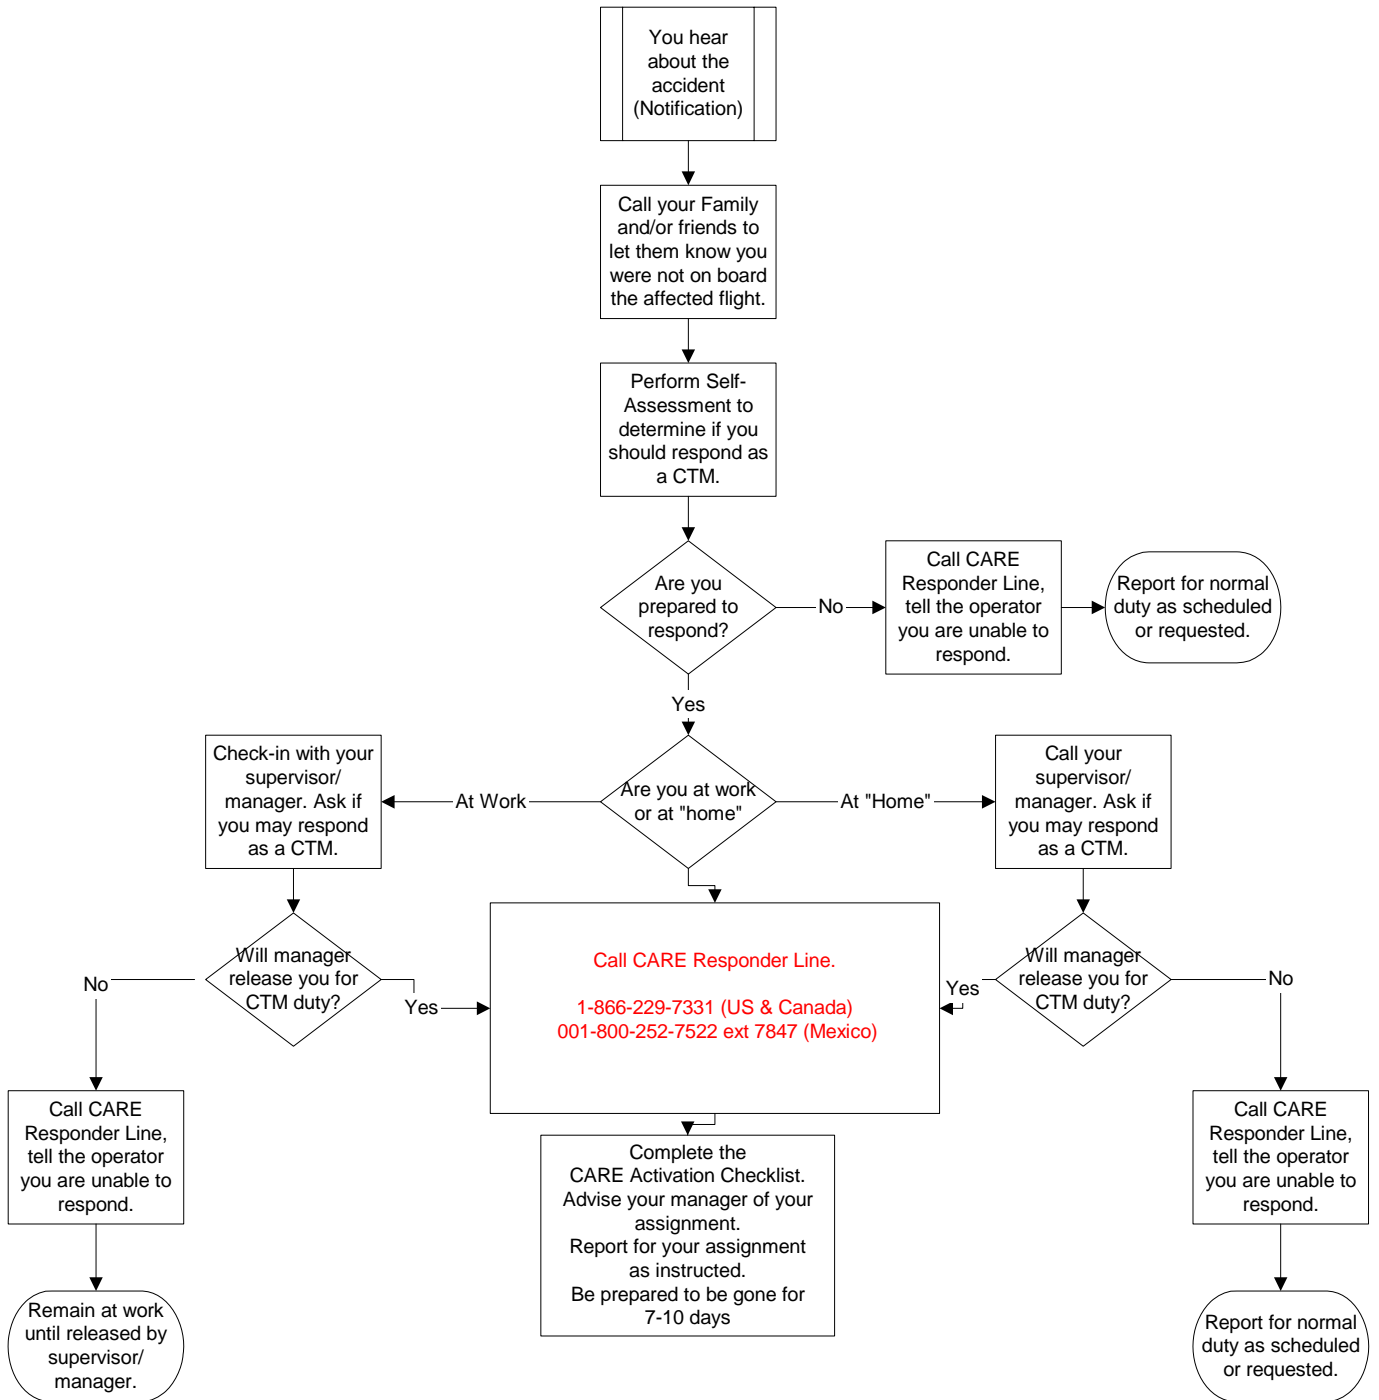 You hear
about the
accident
(Notification)
Call your Family
and/or friends to
let them know you
were not on board
the affected flight.
Perform Self-
Assessment to
determine if you
should respond as
a CTM.
Are you
prepared to
respond?
No
Call CARE
Responder Line,
tell the operator
you are unable to
respond.
Report for normal
duty as scheduled
or requested.
Yes
Check-in with your
supervisor/
manager. Ask if
you may respond
as a CTM.
At Work
Are you at work
or at "home"
At "Home"
Call your
supervisor/
manager. Ask if
you may respond
as a CTM.
Will manager
release you for
CTM duty?
No
Yes
Call CARE Responder Line.
1-866-229-7331 (US & Canada)
001-800-252-7522 ext 7847 (Mexico)
Yes
Will manager
release you for
CTM duty?
No
Call CARE
Responder Line,
tell the operator
you are unable to
respond.
Complete the
CARE Activation Checklist.
Advise your manager of your
assignment.
Report for your assignment
as instructed.
Be prepared to be gone for
7-10 days
Call CARE
Responder Line,
tell the operator
you are unable to
respond.
Remain at work
until released by
supervisor/
manager.
Report for normal
duty as scheduled
or requested.